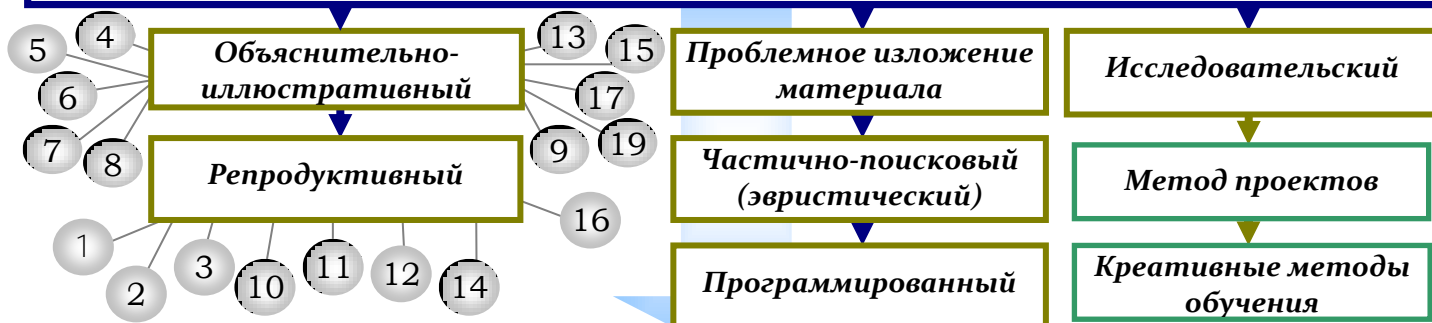 Объяснительно-
иллюстративный
Репродуктивный
4
5
6
7
8
13
15
17
19
9
16
1
2
3
10
11
12
14
Проблемное изложение
материала
Частично-поисковый
(эвристический)
Программированный
Исследовательский
Метод проектов
Креативные методы
обучения